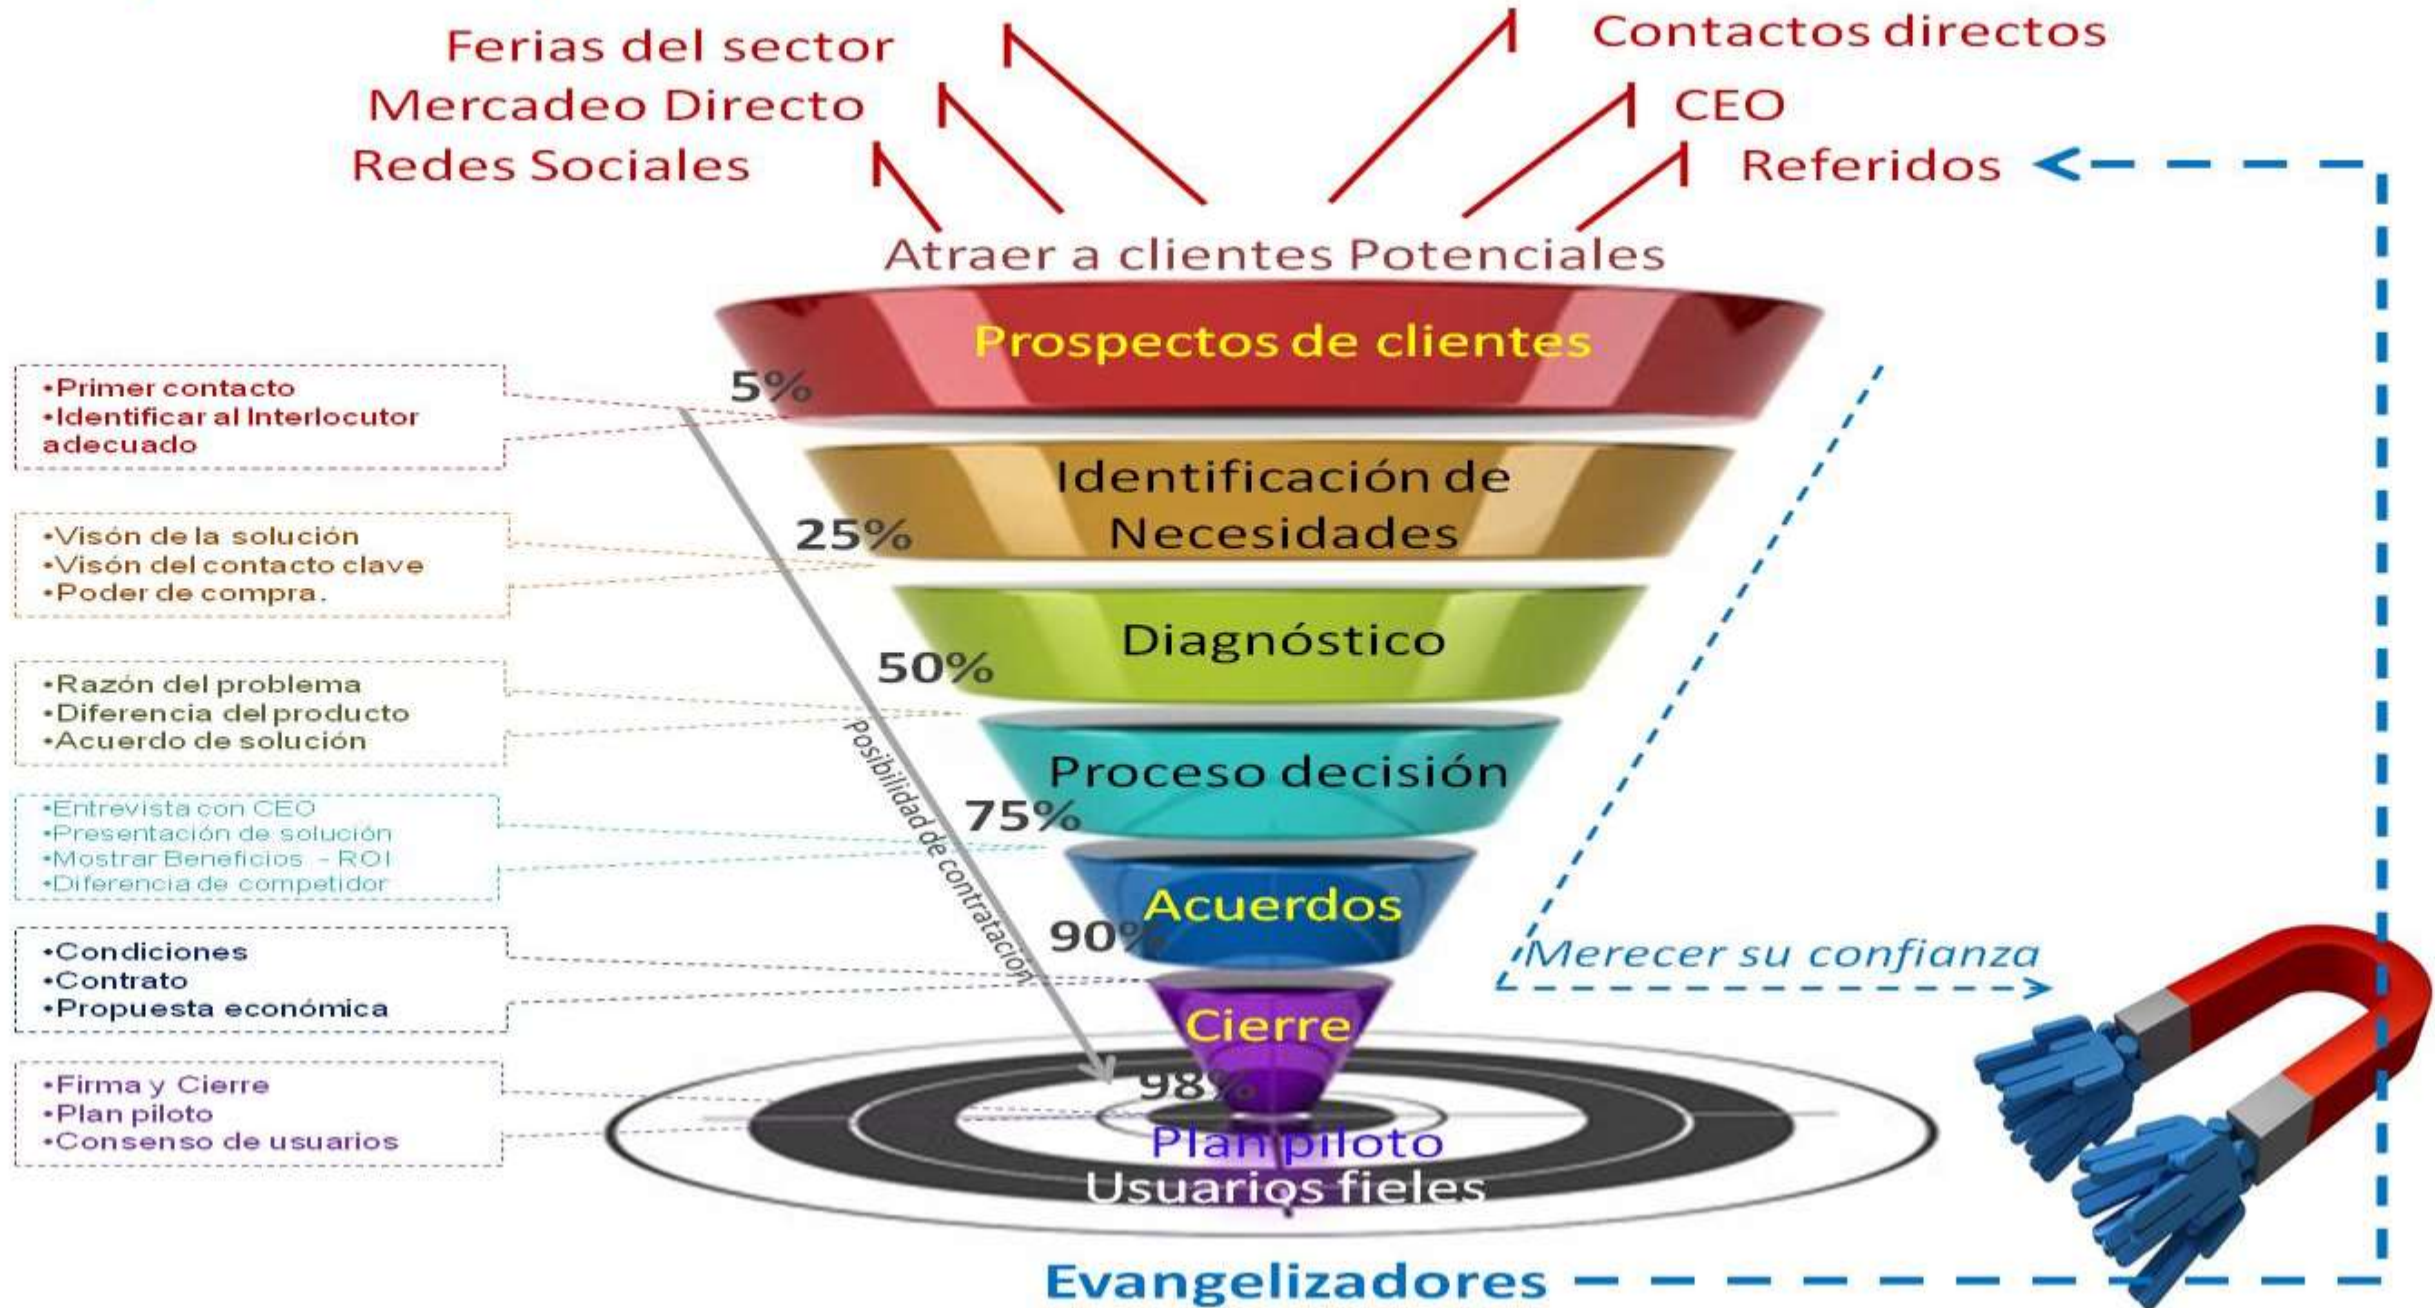 Ferias del sector
Mercadeo Directo
Redes Sociales
Contactos directos
CEO
Referidos
Atraer a clientes Potenciales
Prospectos de clientes
5%
•Primer contacto
•Identificar al Interlocutor
adecuado
Identificación de
Necesidades
25%
•Visón de la solución
•Visón del contacto clave
•Poder de compra.
Diagnóstico
50%
•Razón del problema
•Diferencia del producto
•Acuerdo de solución
Posibilidad de contratación
Proceso decisión
75%
•Entrevista con CEO
•Presentación de solución
•Mostrar Beneficios - ROI
•Diferencia de competidor
Acuerdos
90%
•Condiciones
•Contrato
•Propuesta económica
Merecer su confianza
Cierre
98%
•Firma y Cierre
•Plan piloto
•Consenso de usuarios
Plan piloto
Usuarios fieles
Evangelizadores